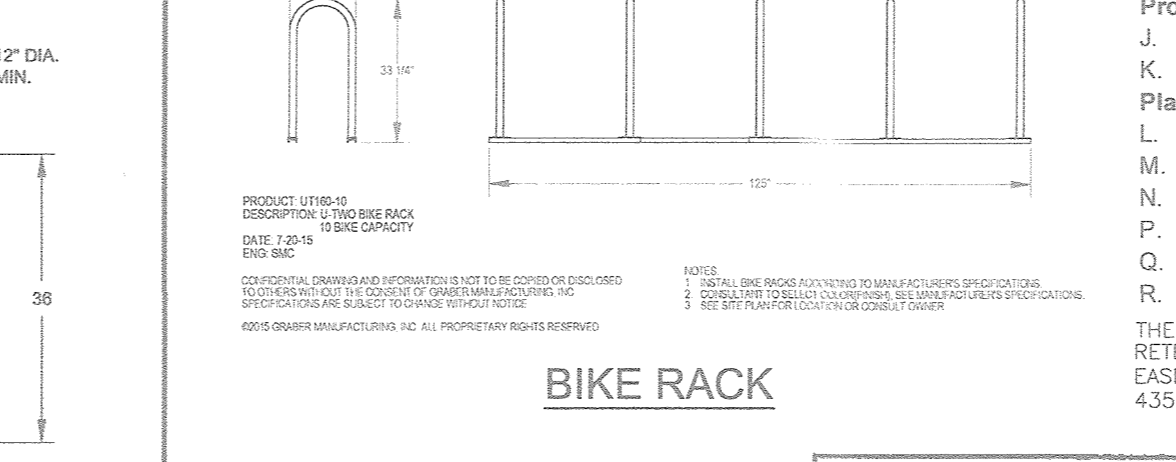 12" DIA.
MIN.
36
33 1/4"
125"
PRODUCT: UT160-10
DESCRIPTION: U-TWO BIKE RACK
10 BIKE CAPACITY
DATE: 7-20-15
ENG: SMC
CONFIDENTIAL DRAWING AND INFORMATION IS NOT TO BE COPIED OR DISCLOSED
TO OTHERS WITHOUT THE CONSENT OF GRABER MANUFACTURING, INC
SPECIFICATIONS ARE SUBJECT TO CHANGE WITHOUT NOTICE
©2015 GRABER MANUFACTURING, INC ALL PROPRIETARY RIGHTS RESERVED
NOTES:
1 INSTALL BIKE RACKS ACCORDING TO MANUFACTURER'S SPECIFICATIONS.
2. CONSULTANT TO SELECT COLOR(FINISH), SEE MANUFACTURER'S SPECIFICATIONS.
3 SEE SITE PLAN FOR LOCATION OR CONSULT OWNER
BIKE RACK
Pro
J.
K.
Pla
L.
M.
N.
P.
Q.
R.
THE
435